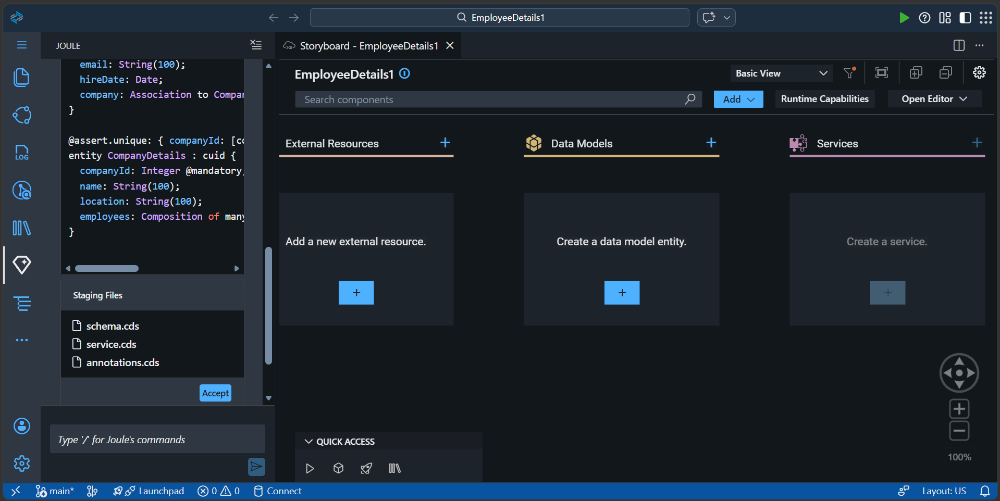 EmployeeDetails1
JOULE
Storyboard - EmployeeDetails1
email: String(100);
hireDate: Date;
company: Association to Compan
}
@assert.unique: { companyId: [co
entity CompanyDetails : cuid {
companyId: Integer @mandatory
name: String(100);
location: String(100);
employees: Composition of many
}
Staging Files
schema.cds
service.cds
annotations.cds
Accept
Type '/' for Joule's commands
EmployeeDetails1
Basic View
Search components
Add
Runtime Capabilities
Open Editor
External Resources
Data Models
Services
Add a new external resource.
Create a data model entity.
Create a service.
QUICK ACCESS
100%
LOG
main*
Launchpad
0
0
Connect
Layout: US